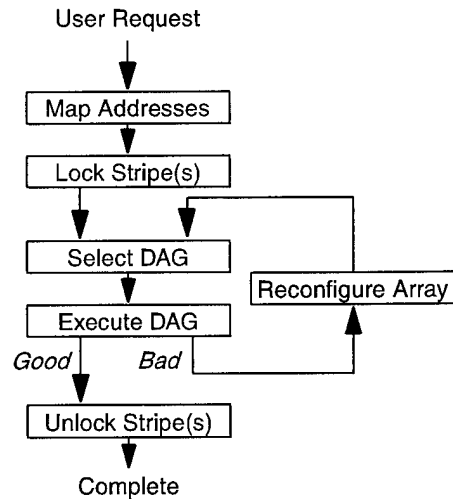 User Request
Map Addresses
Lock Stripe(s)
Select DAG
Reconfigure Array
Execute DAG
Good
Bad
Unlock Stripe(s)
Complete